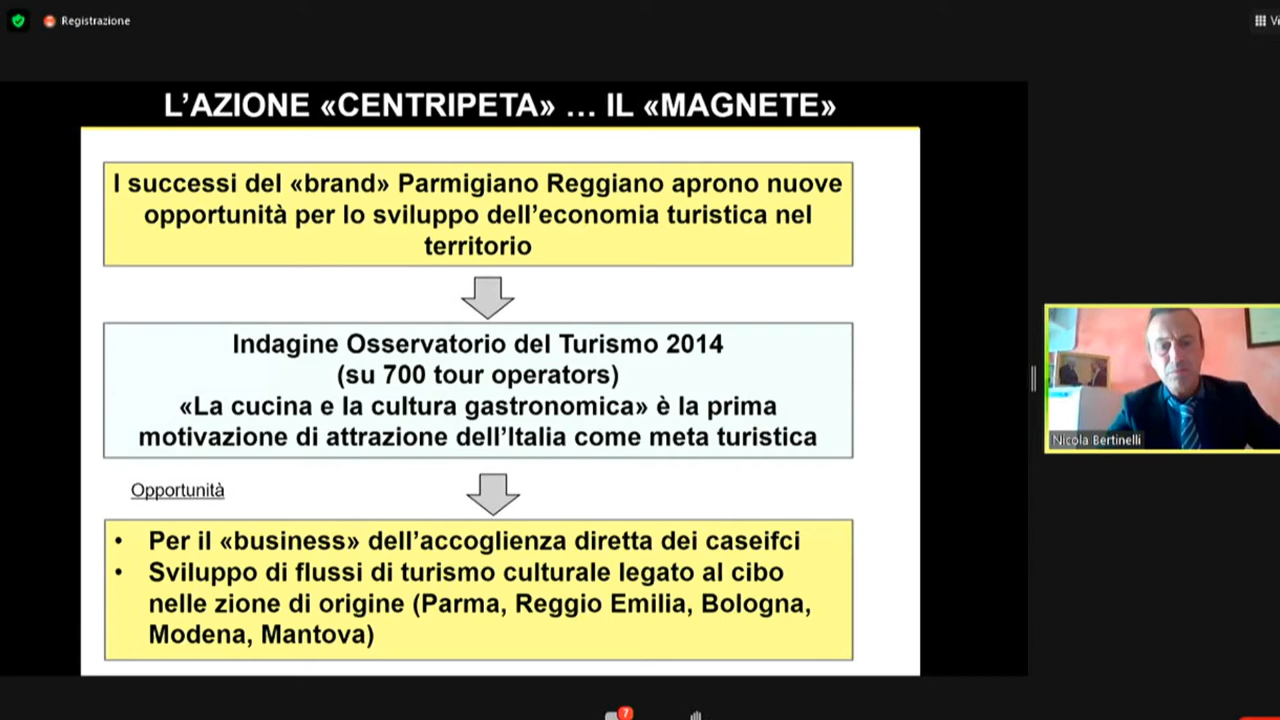 Registrazione
Vi
L'AZIONE «CENTRIPETA» … IL «MAGNETE»
I successi del «brand» Parmigiano Reggiano aprono nuove
opportunità per lo sviluppo dell'economia turistica nel
territorio
Indagine Osservatorio del Turismo 2014
(su 700 tour operators)
«La cucina e la cultura gastronomica» è la prima
motivazione di attrazione dell'Italia come meta turistica
Opportunità
• Per il «business» dell'accoglienza diretta dei caseifci
• Sviluppo di flussi di turismo culturale legato al cibo
nelle zione di origine (Parma, Reggio Emilia, Bologna,
Modena, Mantova)
Nicola Bertinelli
7